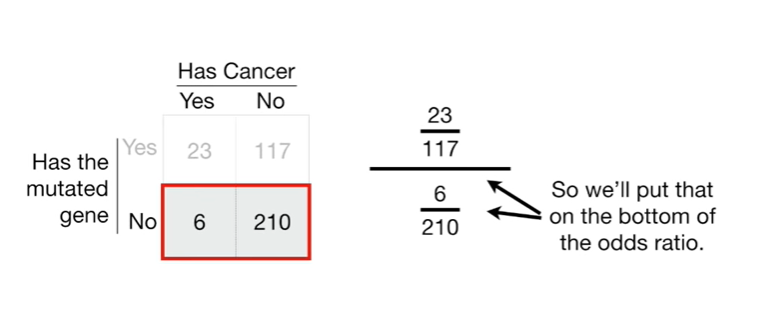 Has Cancer
Yes No
Has the
mutated
gene
Yes 23 117
No 6 210
23
117
6
210
So we'll put that
on the bottom of
the odds ratio.